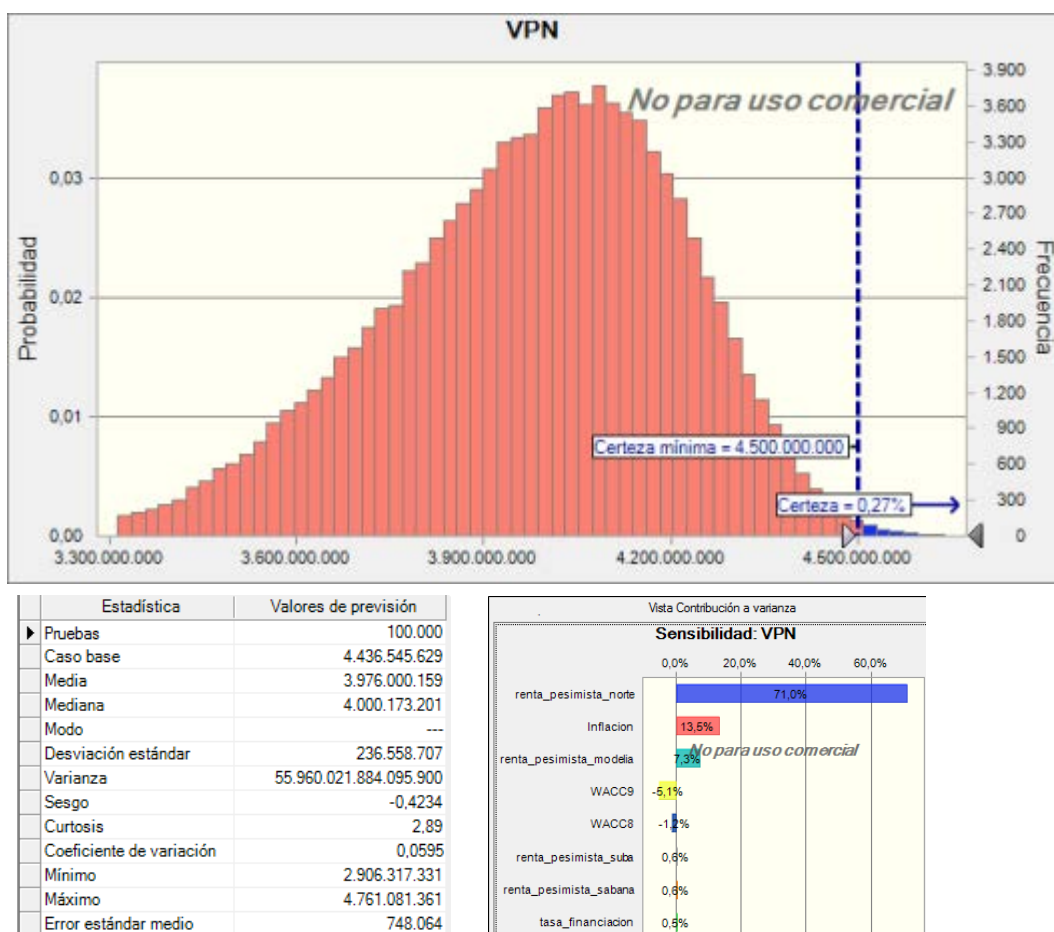 VPN
No para uso comercial
Probabilidad
0,03
0,02
0,01
0,00
3.900
3.600
3.300
3.000
2.700
2.400
2.100
1.800
1.500
1.200
900
600
300
0
Frecuencia
Certeza mínima = 4.500.000.000
Certeza = 0,27%
3.300.000.000 3.600.000.000 3.900.000.000 4.200.000.000 4.500.000.000
Estadística Valores de previsión
Pruebas 100.000
Caso base 4.436.545.629
Media 3.976.000.159
Mediana 4.000.173.201
Modo ---
Desviación estándar 236.558.707
Varianza 55.960.021.884.095.900
Sesgo -0,4234
Curtosis 2,89
Coeficiente de variación 0,0595
Mínimo 2.906.317.331
Máximo 4.761.081.361
Error estándar medio 748.064
Vista Contribución a varianza
Sensibilidad: VPN
0,0% 20,0% 40,0% 60,0%
renta_pesimista_norte 71,0%
Inflacion 13,5%
No para uso comercial
renta_pesimista_modelia 7,3%
WACC9 -5,1%
WACC8 -1,2%
renta_pesimista_suba 0,6%
renta_pesimista_sabana 0,6%
tasa_financiacion 0,5%